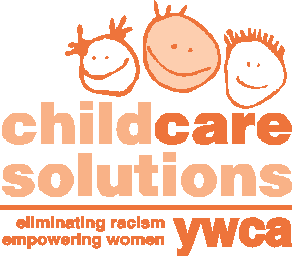 childcare
solutions
eliminating racism
empowering women
ywca